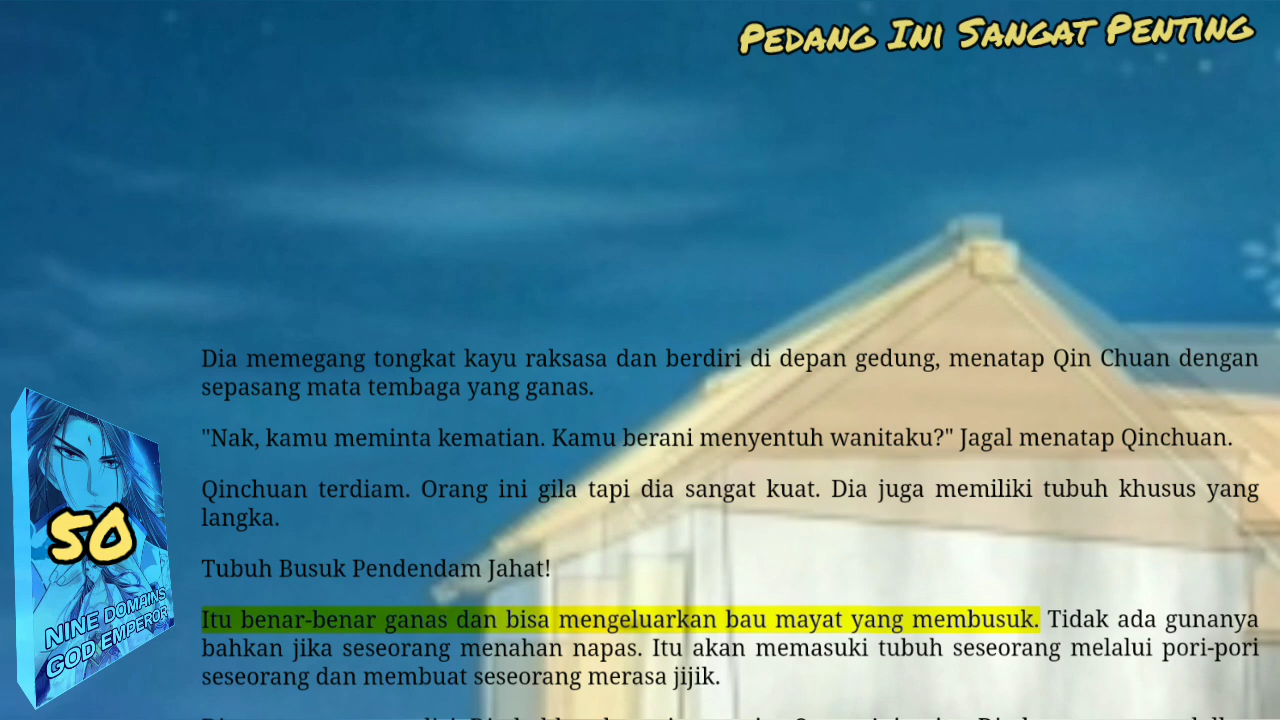 Pedang Ini Sangat Penting
Dia memegang tongkat kayu raksasa dan berdiri di depan gedung, menatap Qin Chuan dengan
sepasang mata tembaga yang ganas.
"Nak, kamu meminta kematian. Kamu berani menyentuh wanitaku?" Jagal menatap Qinchuan.
Qinchuan terdiam. Orang ini gila tapi dia sangat kuat. Dia juga memiliki tubuh khusus yang
langka.
Tubuh Busuk Pendendam Jahat!
Itu benar-benar ganas dan bisa mengeluarkan bau mayat yang membusuk. Tidak ada gunanya
bahkan jika seseorang menahan napas. Itu akan memasuki tubuh seseorang melalui pori-pori
seseorang dan membuat seseorang merasa jijik.
50
NINE DOMAINS
GOD EMPEROR